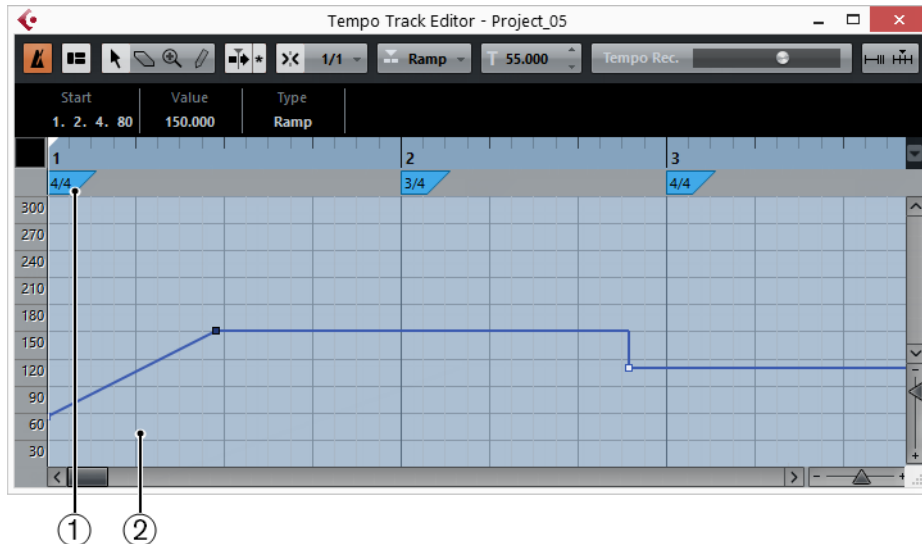 Tempo Track Editor - Project_05
1/1 Ramp T 55.000 Tempo Rec.
Start Value Type
1. 2. 4. 80 150.000 Ramp
1 2 3
4/4 3/4 4/4
300
270
240
210
180
150
120
90
60
30
1 2